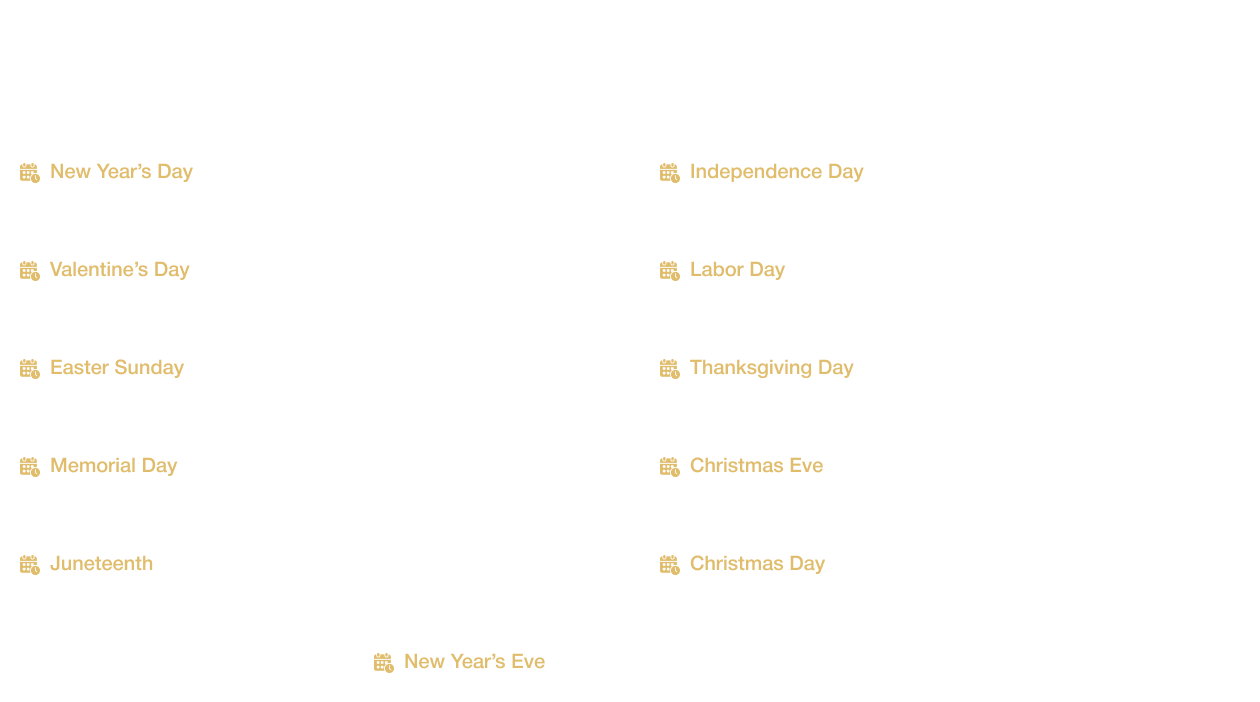 New Year’s Day
Valentine’s Day
Easter Sunday
Memorial Day
Juneteenth
Independence Day
Labor Day
Thanksgiving Day
Christmas Eve
Christmas Day
New Year’s Eve